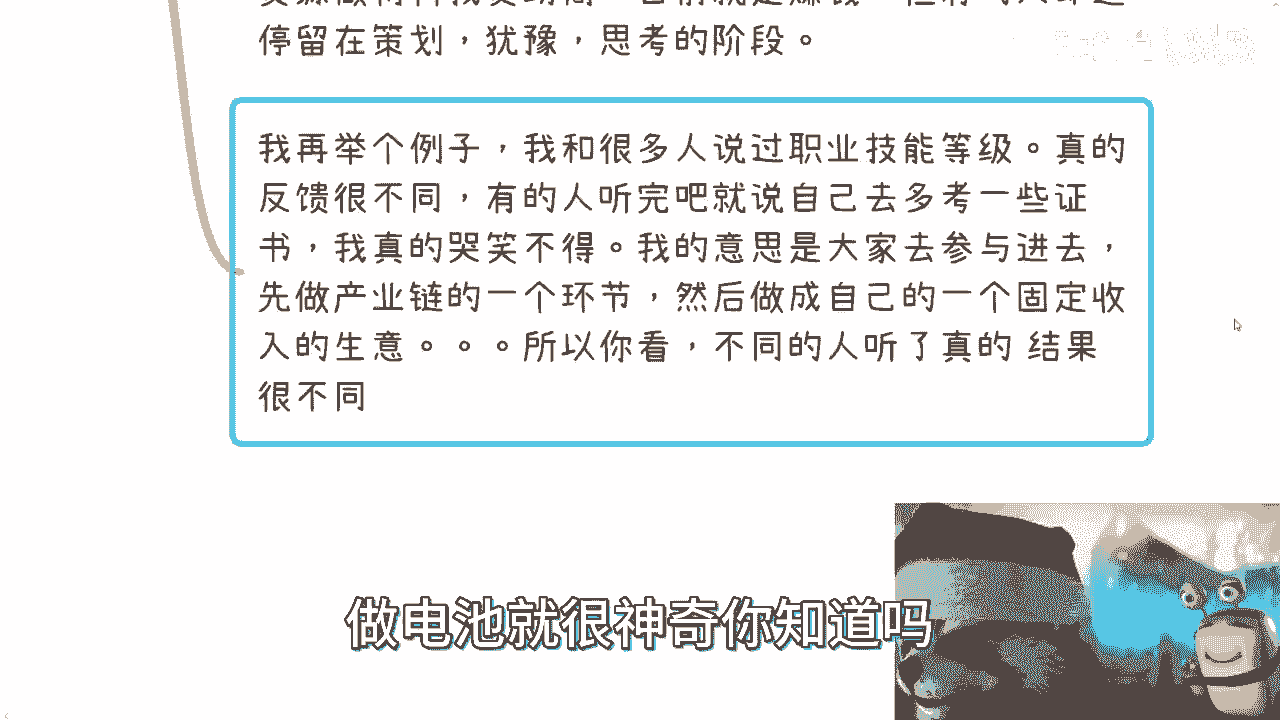 停留在策划，犹豫，思考的阶段。
我再举个例子，我和很多人说过职业技能等级。真的
反馈很不同，有的人听完吧就说自己去多考一些证
书，我真的哭笑不得。我的意思是大家去参与进去，
先做产业链的一个环节，然后做成自己的一个固定收
入的生意。。。所以你看，不同的人听了真的 结果
很不同
做电池就很神奇你知道吗